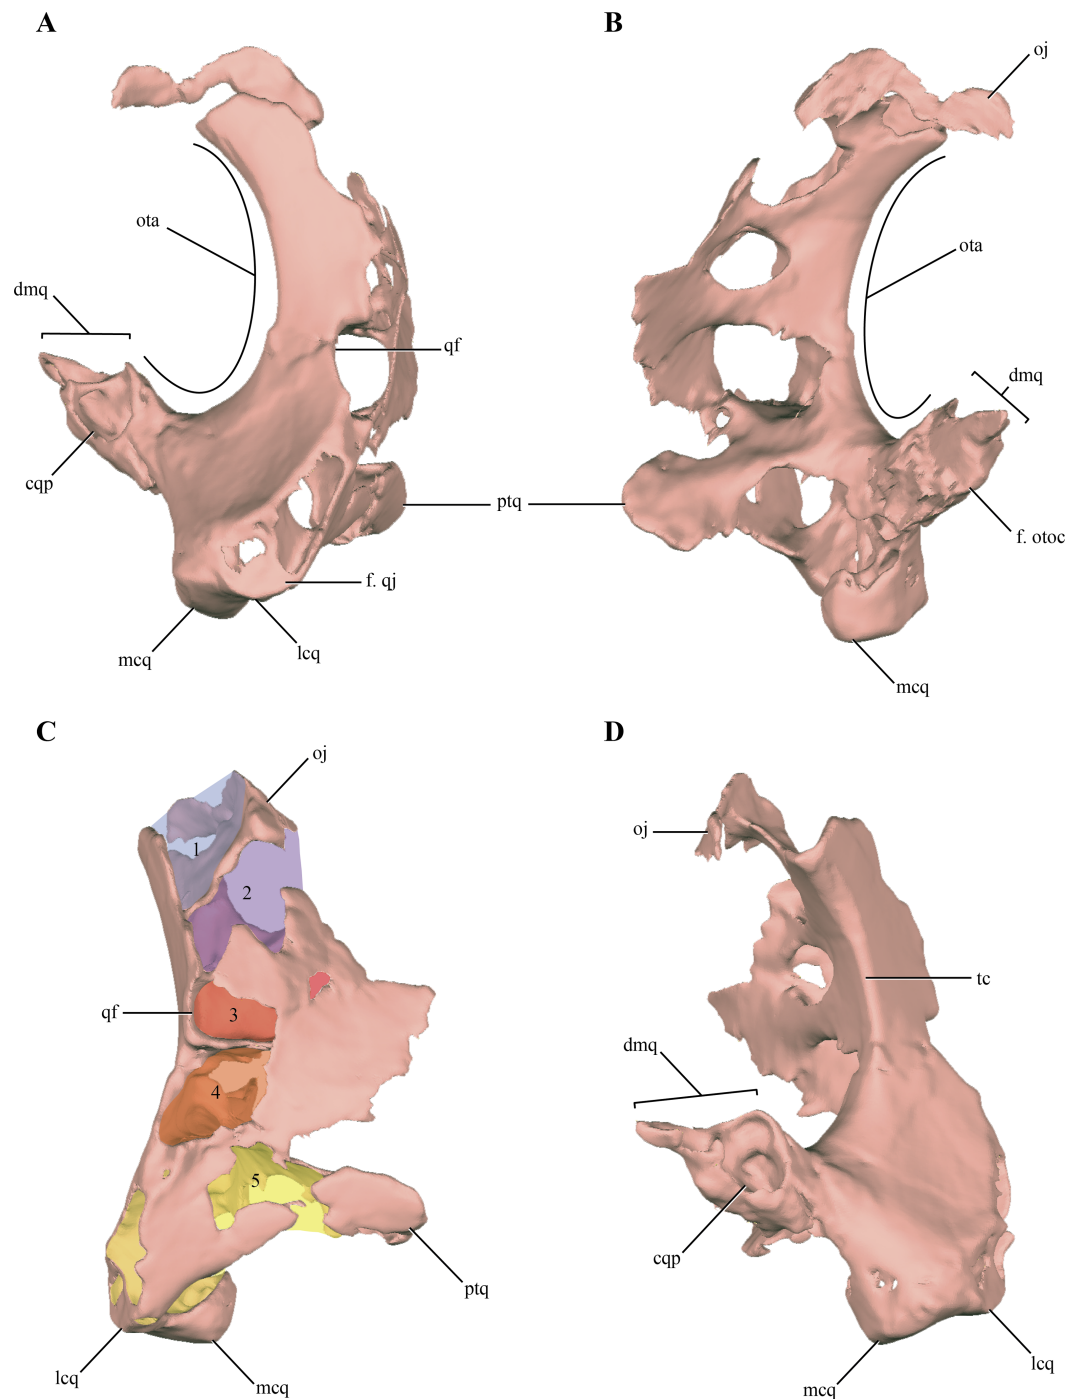 A
B
oj
ota
ota
dmq
qf
dmq
cqp
ptq
f. otoc
f. qj
lcq
mcq
mcq
C
D
oj
oj
1
2
tc
qf
3
dmq
4
5
cqp
ptq
lcq
mcq
lcq
mcq